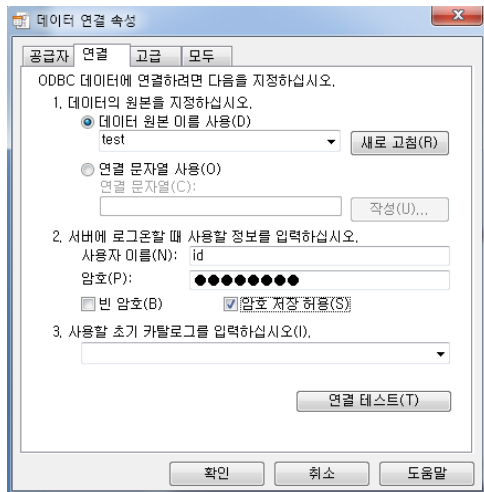 데이터 연결 속성
공급자 연결 고급 모두
ODBC 데이터에 연결하려면 다음을 지정하십시오.
1. 데이터의 원본을 지정하십시오.
데이터 원본 이름 사용(D)
test 새로 고침(R)
연결 문자열 사용(O)
연결 문자열(C):
작성(U)...
2. 서버에 로그온할 때 사용할 정보를 입력하십시오.
사용자 이름(N): id
암호(P): ●●●●●●●●
빈 암호(B) 암호 저장 허용(S)
3. 사용할 초기 카탈로그를 입력하십시오(I).
연결 테스트(T)
확인 취소 도움말